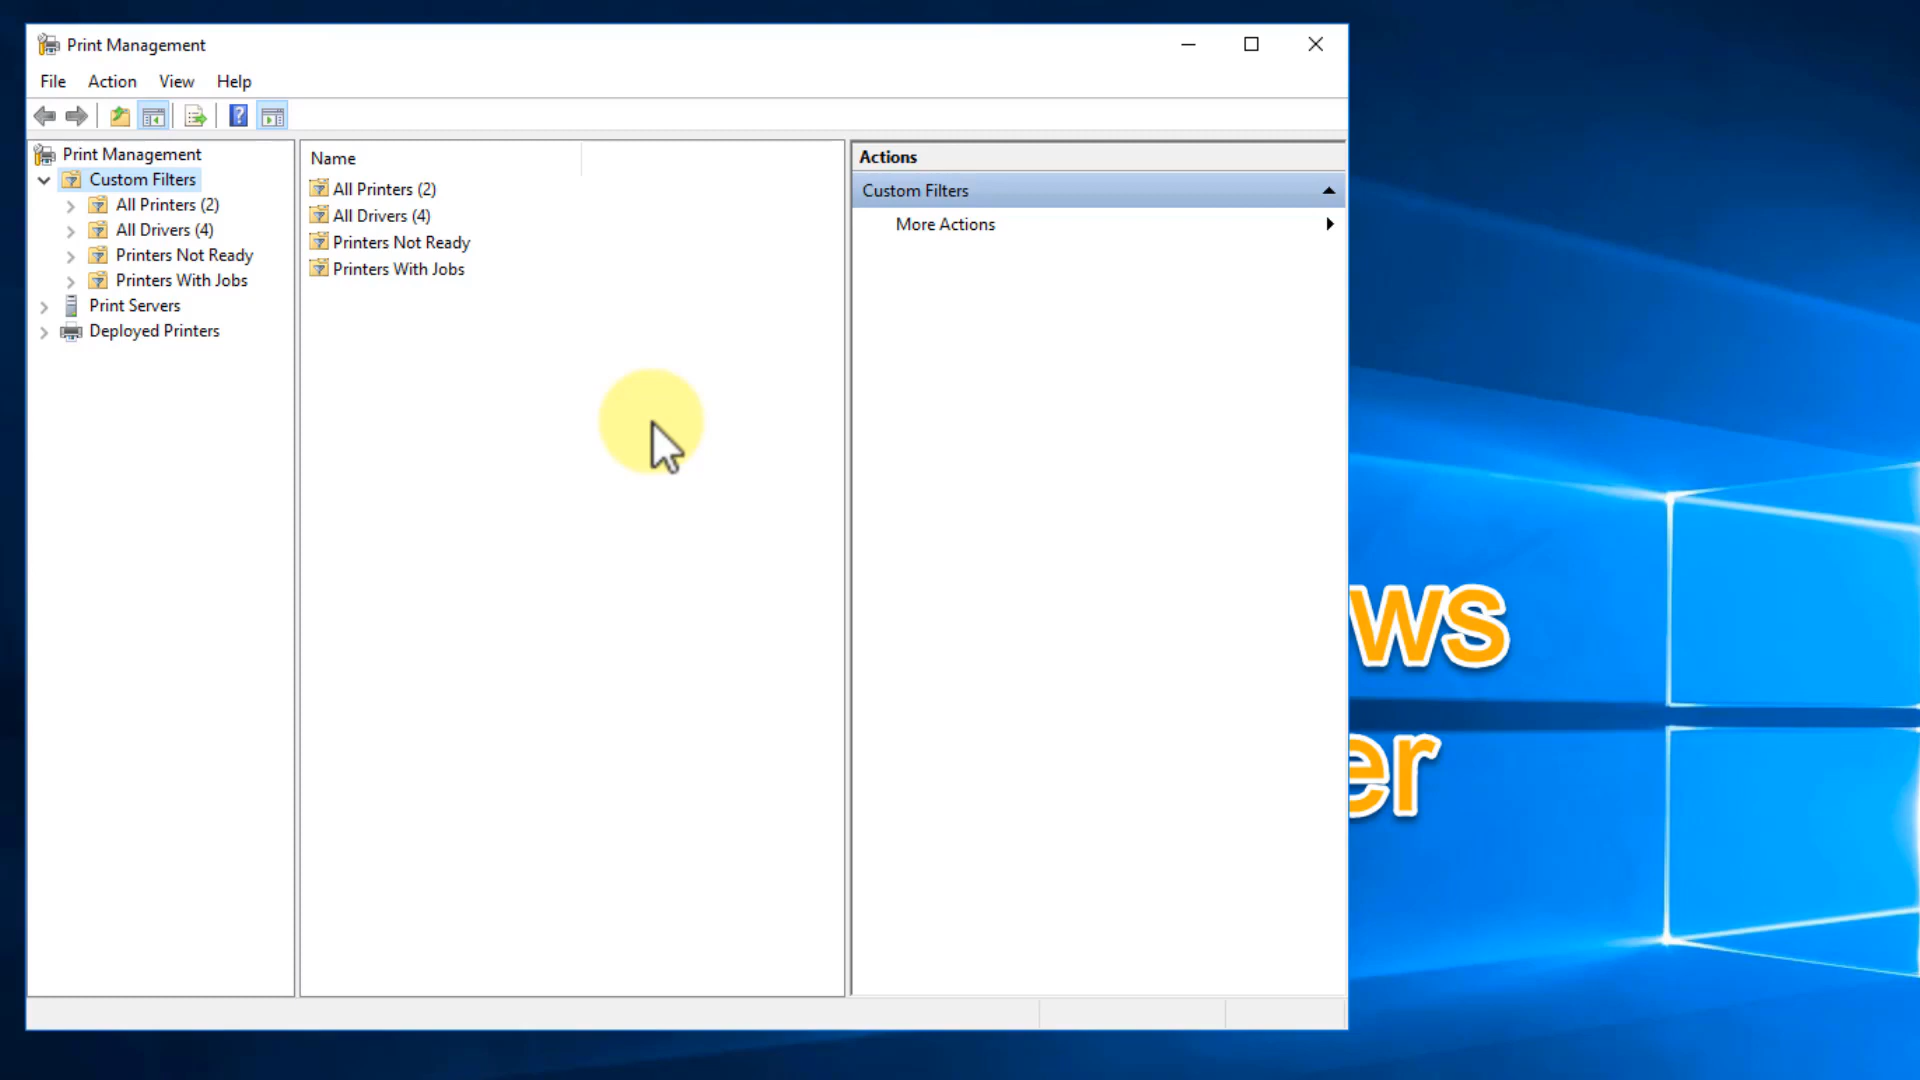 Print Management
File Action View Help
Print Management
Custom Filters
All Printers (2)
All Drivers (4)
Printers Not Ready
Printers With Jobs
Print Servers
Deployed Printers
Name
All Printers (2)
All Drivers (4)
Printers Not Ready
Printers With Jobs
Actions
Custom Filters
More Actions
ws
er